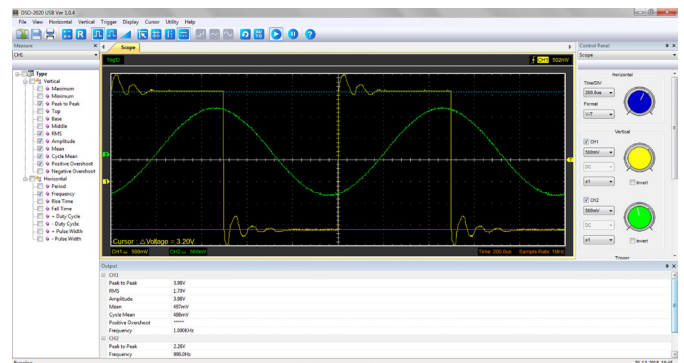 DSO-2020 USB Ver 1.0.4
File View Horizontal Vertical Trigger Display Cursor Utility Help
Measure
CH1
Type
Vertical
Maximum
Minimum
Peak to Peak
Top
Base
Middle
RMS
Amplitude
Mean
Cycle Mean
Positive Overshoot
Negative Overshoot
Horizontal
Period
Frequency
Rise Time
Fall Time
+ Duty Cycle
- Duty Cycle
+ Pulse Width
- Pulse Width
Scope
Trig'D
CH1 502mV
Cursor : △Voltage = 3.20V
CH1 500mV CH2 500mV Time 200.0us Sample Rate
Control Panel
Scope
Horizontal
Time/DIV
200.0us
Format
Y-T
Vertical
CH1
500mV
DC
x1 Invert
CH2
500mV
DC
x1 Invert
Trigger
Output
CH1
Peak to Peak 3.98V
RMS 1.79V
Amplitude 3.98V
Mean 497mV
Cycle Mean 498mV
Positive Overshoot *****
Frequency 1.000KHz
CH2
Peak to Peak 2.26V
Frequency
Running